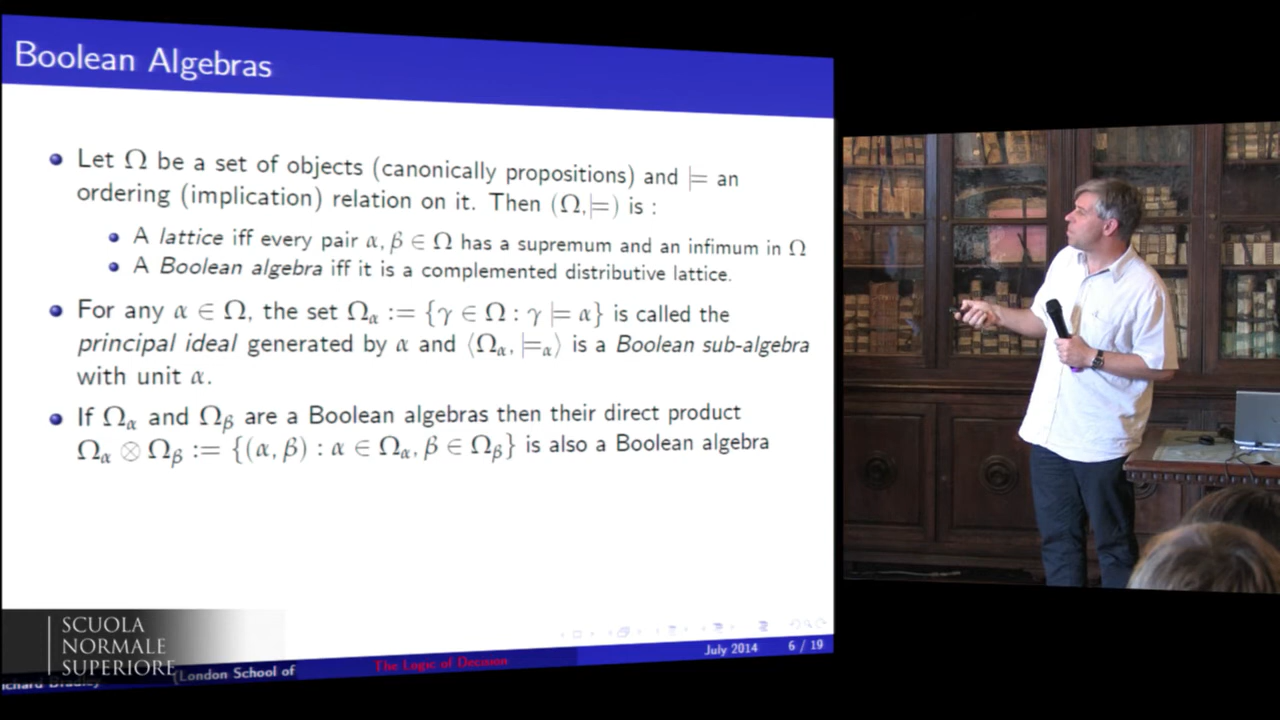 Boolean Algebras
Let Ω be a set of objects (canonically propositions) and ⊨ an
ordering (implication) relation on it. Then (Ω,⊨) is :
A lattice iff every pair α, β ∈ Ω has a supremum and an infimum in Ω
A Boolean algebra iff it is a complemented distributive lattice.
For any α ∈ Ω, the set Ωα := {γ ∈ Ω : γ ⊨ α} is called the
principal ideal generated by α and ⟨Ωα, ⊨α⟩ is a Boolean sub-algebra
with unit α.
If Ωα and Ωβ are a Boolean algebras then their direct product
Ωα ⊗ Ωβ := {(α, β) : α ∈ Ωα, β ∈ Ωβ} is also a Boolean algebra
SCUOLA
NORMALE
SUPERIORE
ichard Bradley (London School of
The Logic of Decision
July 2014 6 / 19